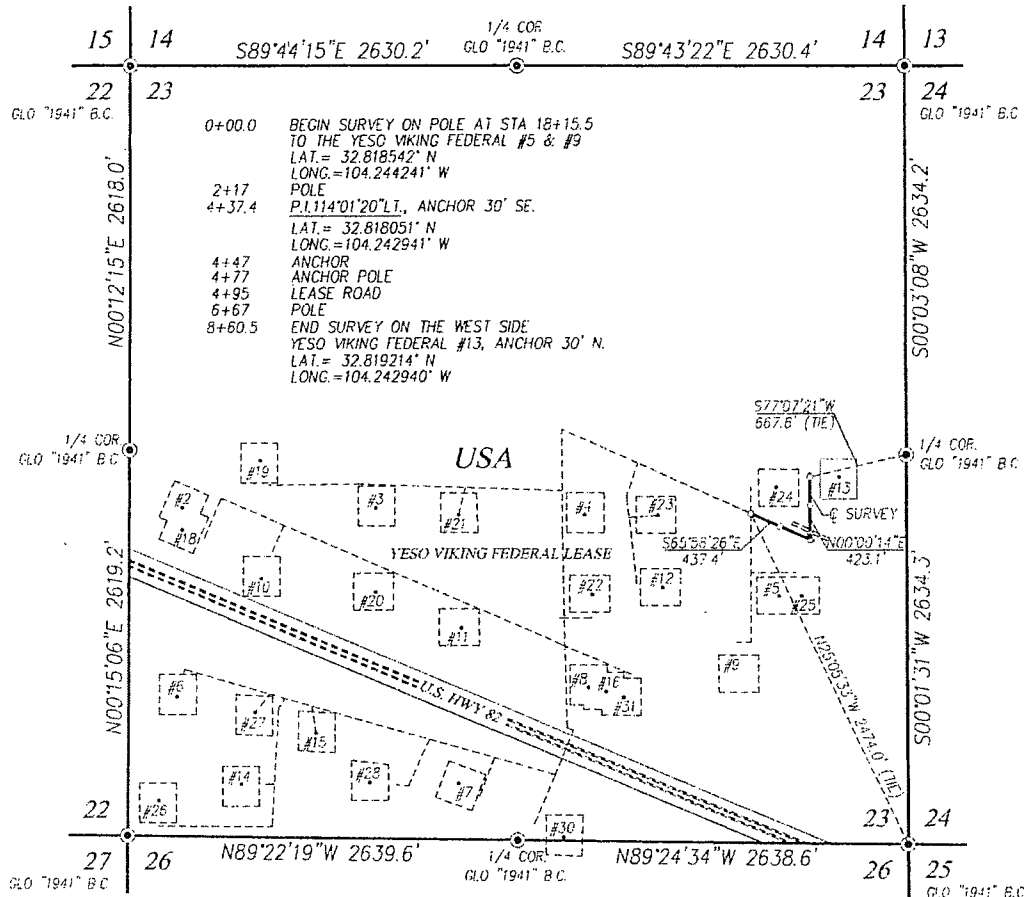 1/4 COR.
GLO "1941" B.C.
15 14
S89°44'15"E 2630.2'
S89°43'22"E 2630.4'
14 13
22 23
23 24
GLO "1941" B.C.
GLO "1941" B.C.
0+00.0 BEGIN SURVEY ON POLE AT STA 18+15.5
TO THE YESO VIKING FEDERAL #5 & #9
LAT.= 32.818542° N
LONG.=104.244241° W
2+17 POLE
4+37.4 P.I.114°01'20"LT., ANCHOR 30' SE.
LAT.= 32.818051° N
LONG.=104.242941° W
4+47 ANCHOR
4+77 ANCHOR POLE
4+95 LEASE ROAD
6+67 POLE
8+60.5 END SURVEY ON THE WEST SIDE
YESO VIKING FEDERAL #13, ANCHOR 30' N.
LAT.= 32.819214° N
LONG.=104.242940° W
N00°12'15"E 2618.0'
S00°03'08"W 2634.2'
S77°07'21"W
667.6' (TIE)
1/4 COR.
GLO "1941" B.C.
1/4 COR.
GLO "1941" B.C.
USA
#19
#2
#18
#3
#21
#4
#23
#24
#13
℄ SURVEY
YESO VIKING FEDERAL LEASE
437.4'
N00°00'14"E
423.1'
#10
#20
#11
#22
#12
#5
#25
N00°15'06"E 2619.2'
S00°01'31"W 2634.3'
#6
#27
#15
U.S. HWY 82
#8
#16
#31
#9
2474.0' (TIE)
#14
#28
#7
#26
#30
22
23 24
27 26
N89°22'19"W 2639.6'
1/4 COR.
GLO "1941" B.C.
N89°24'34"W 2638.6'
26 25
GLO "1941" B.C.
GLO "1941" B.C.